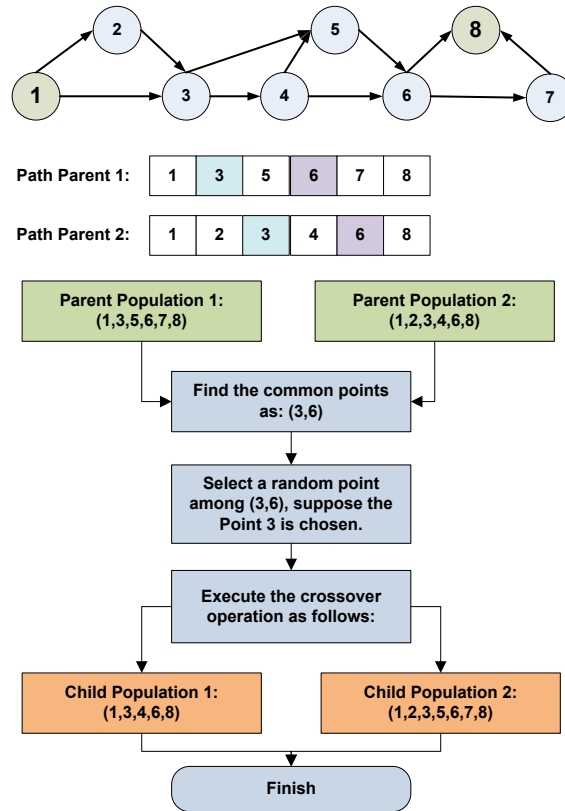 2
5
8
1
3
4
6
7
Path Parent 1: 1 3 5 6 7 8
Path Parent 2: 1 2 3 4 6 8
Parent Population 1:
(1,3,5,6,7,8)
Parent Population 2:
(1,2,3,4,6,8)
Find the common points
as: (3,6)
Select a random point
among (3,6), suppose the
Point 3 is chosen.
Execute the crossover
operation as follows:
Child Population 1:
(1,3,4,6,8)
Child Population 2:
(1,2,3,5,6,7,8)
Finish